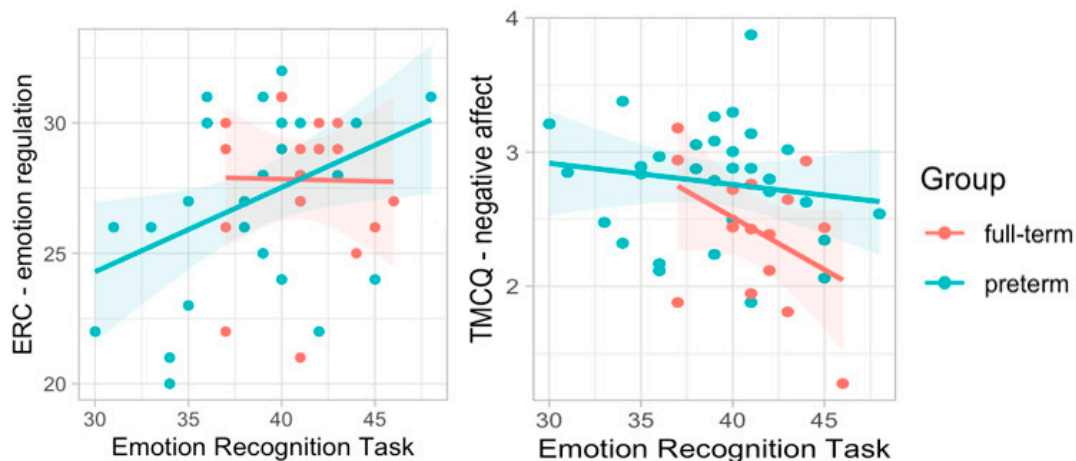 ERC - emotion regulation
30
25
20
30 35 40 45
Emotion Recognition Task
TMCQ - negative affect
4
3
2
30 35 40 45
Emotion Recognition Task
Group
full-term
preterm